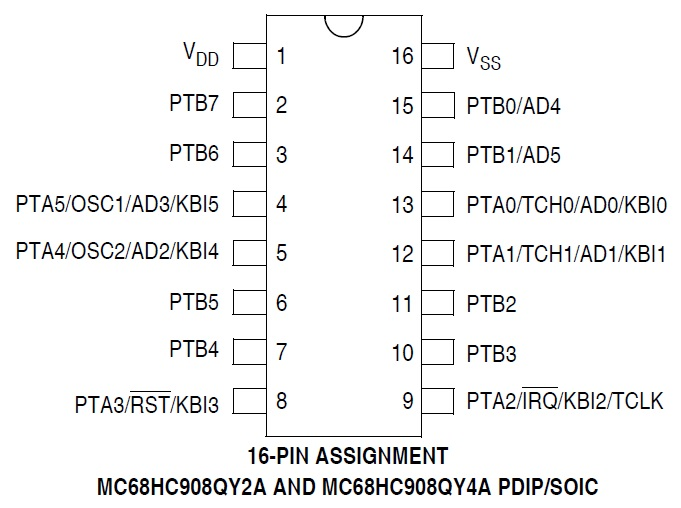 VDD 1 16 VSS
PTB7 2 15 PTB0/AD4
PTB6 3 14 PTB1/AD5
PTA5/OSC1/AD3/KBI5 4 13 PTA0/TCH0/AD0/KBI0
PTA4/OSC2/AD2/KBI4 5 12 PTA1/TCH1/AD1/KBI1
PTB5 6 11 PTB2
PTB4 7 10 PTB3
PTA3/RST/KBI3 8 9 PTA2/IRQ/KBI2/TCLK
16-PIN ASSIGNMENT
MC68HC908QY2A AND MC68HC908QY4A PDIP/SOIC